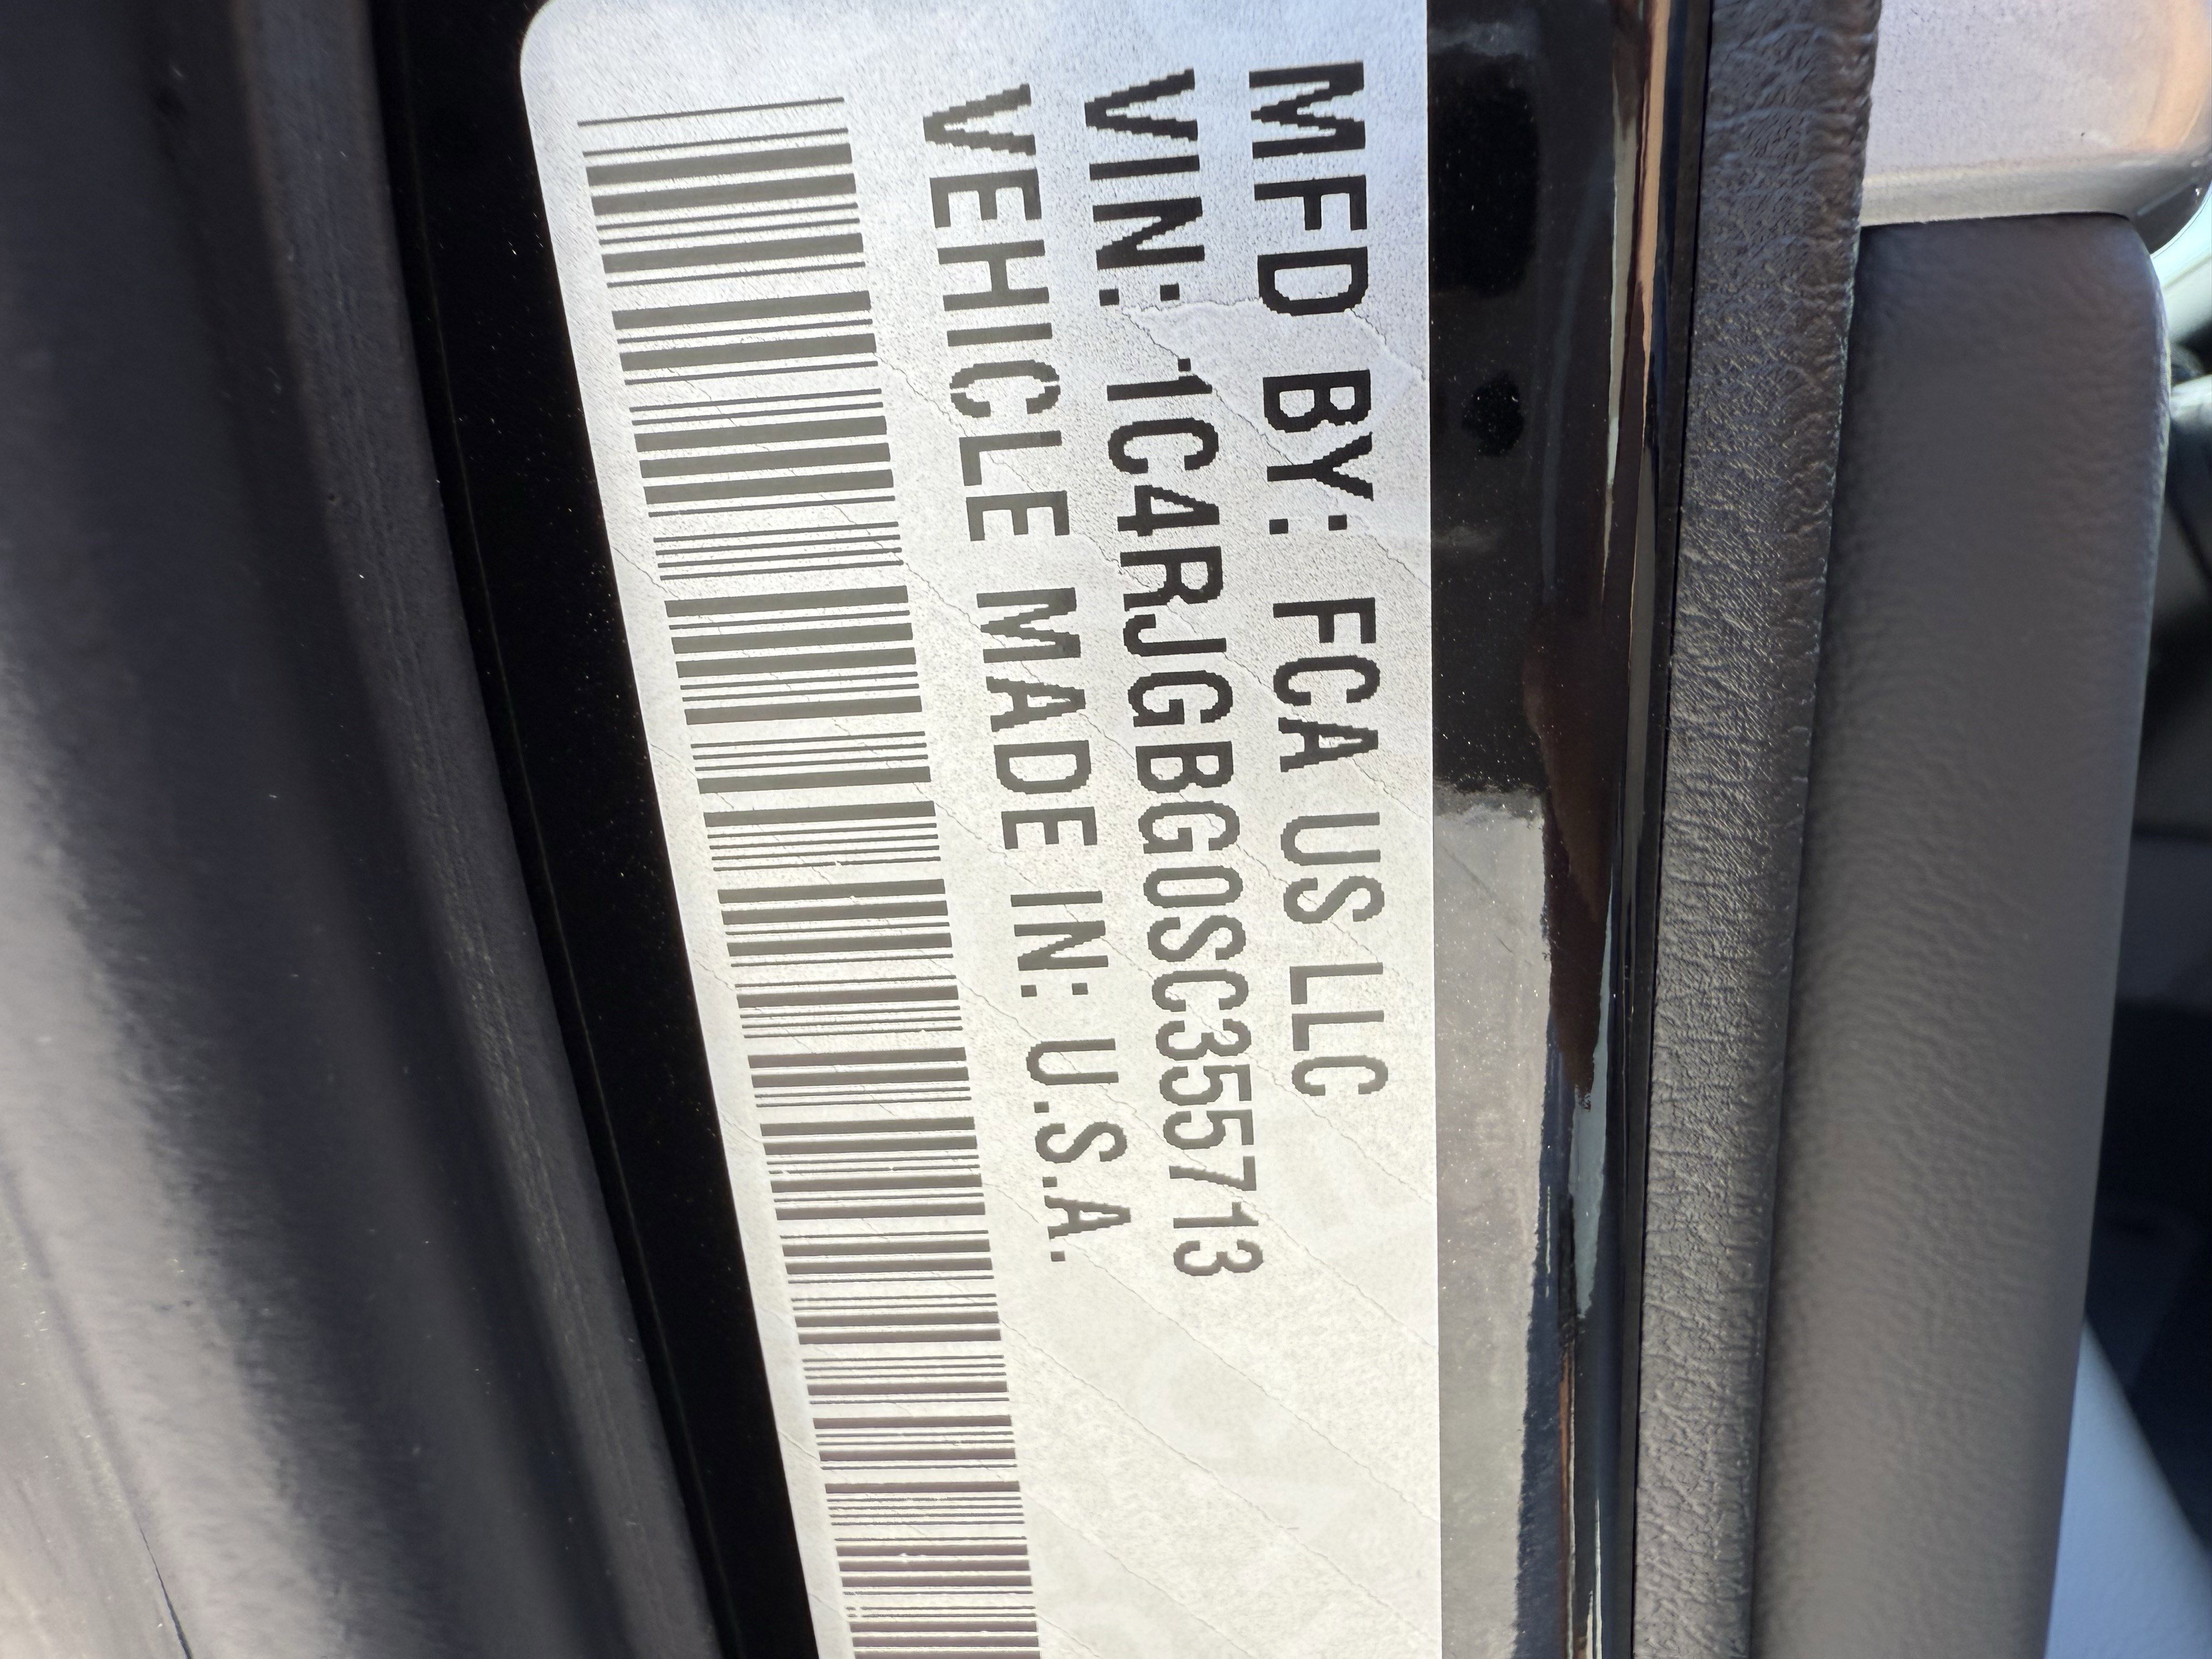 MFD BY: FCA US LLC
VIN: 1C4RJGBG0SC355713
VEHICLE MADE IN: U.S.A.